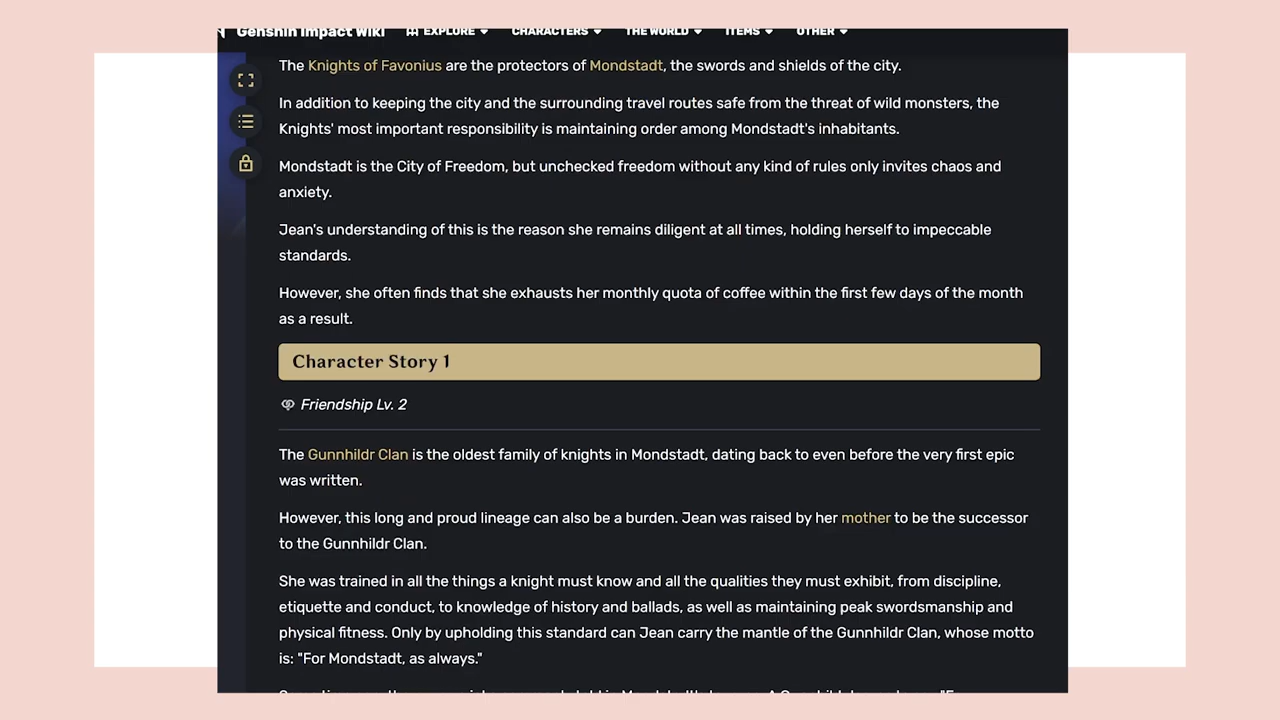 Genshin Impact Wiki EXPLORE CHARACTERS THE WORLD ITEMS OTHER
The Knights of Favonius are the protectors of Mondstadt, the swords and shields of the city.
In addition to keeping the city and the surrounding travel routes safe from the threat of wild monsters, the
Knights' most important responsibility is maintaining order among Mondstadt's inhabitants.
Mondstadt is the City of Freedom, but unchecked freedom without any kind of rules only invites chaos and
anxiety.
Jean's understanding of this is the reason she remains diligent at all times, holding herself to impeccable
standards.
However, she often finds that she exhausts her monthly quota of coffee within the first few days of the month
as a result.
Character Story 1
Friendship Lv. 2
The Gunnhildr Clan is the oldest family of knights in Mondstadt, dating back to even before the very first epic
was written.
However, this long and proud lineage can also be a burden. Jean was raised by her mother to be the successor
to the Gunnhildr Clan.
She was trained in all the things a knight must know and all the qualities they must exhibit, from discipline,
etiquette and conduct, to knowledge of history and ballads, as well as maintaining peak swordsmanship and
physical fitness. Only by upholding this standard can Jean carry the mantle of the Gunnhildr Clan, whose motto
is: "For Mondstadt, as always."